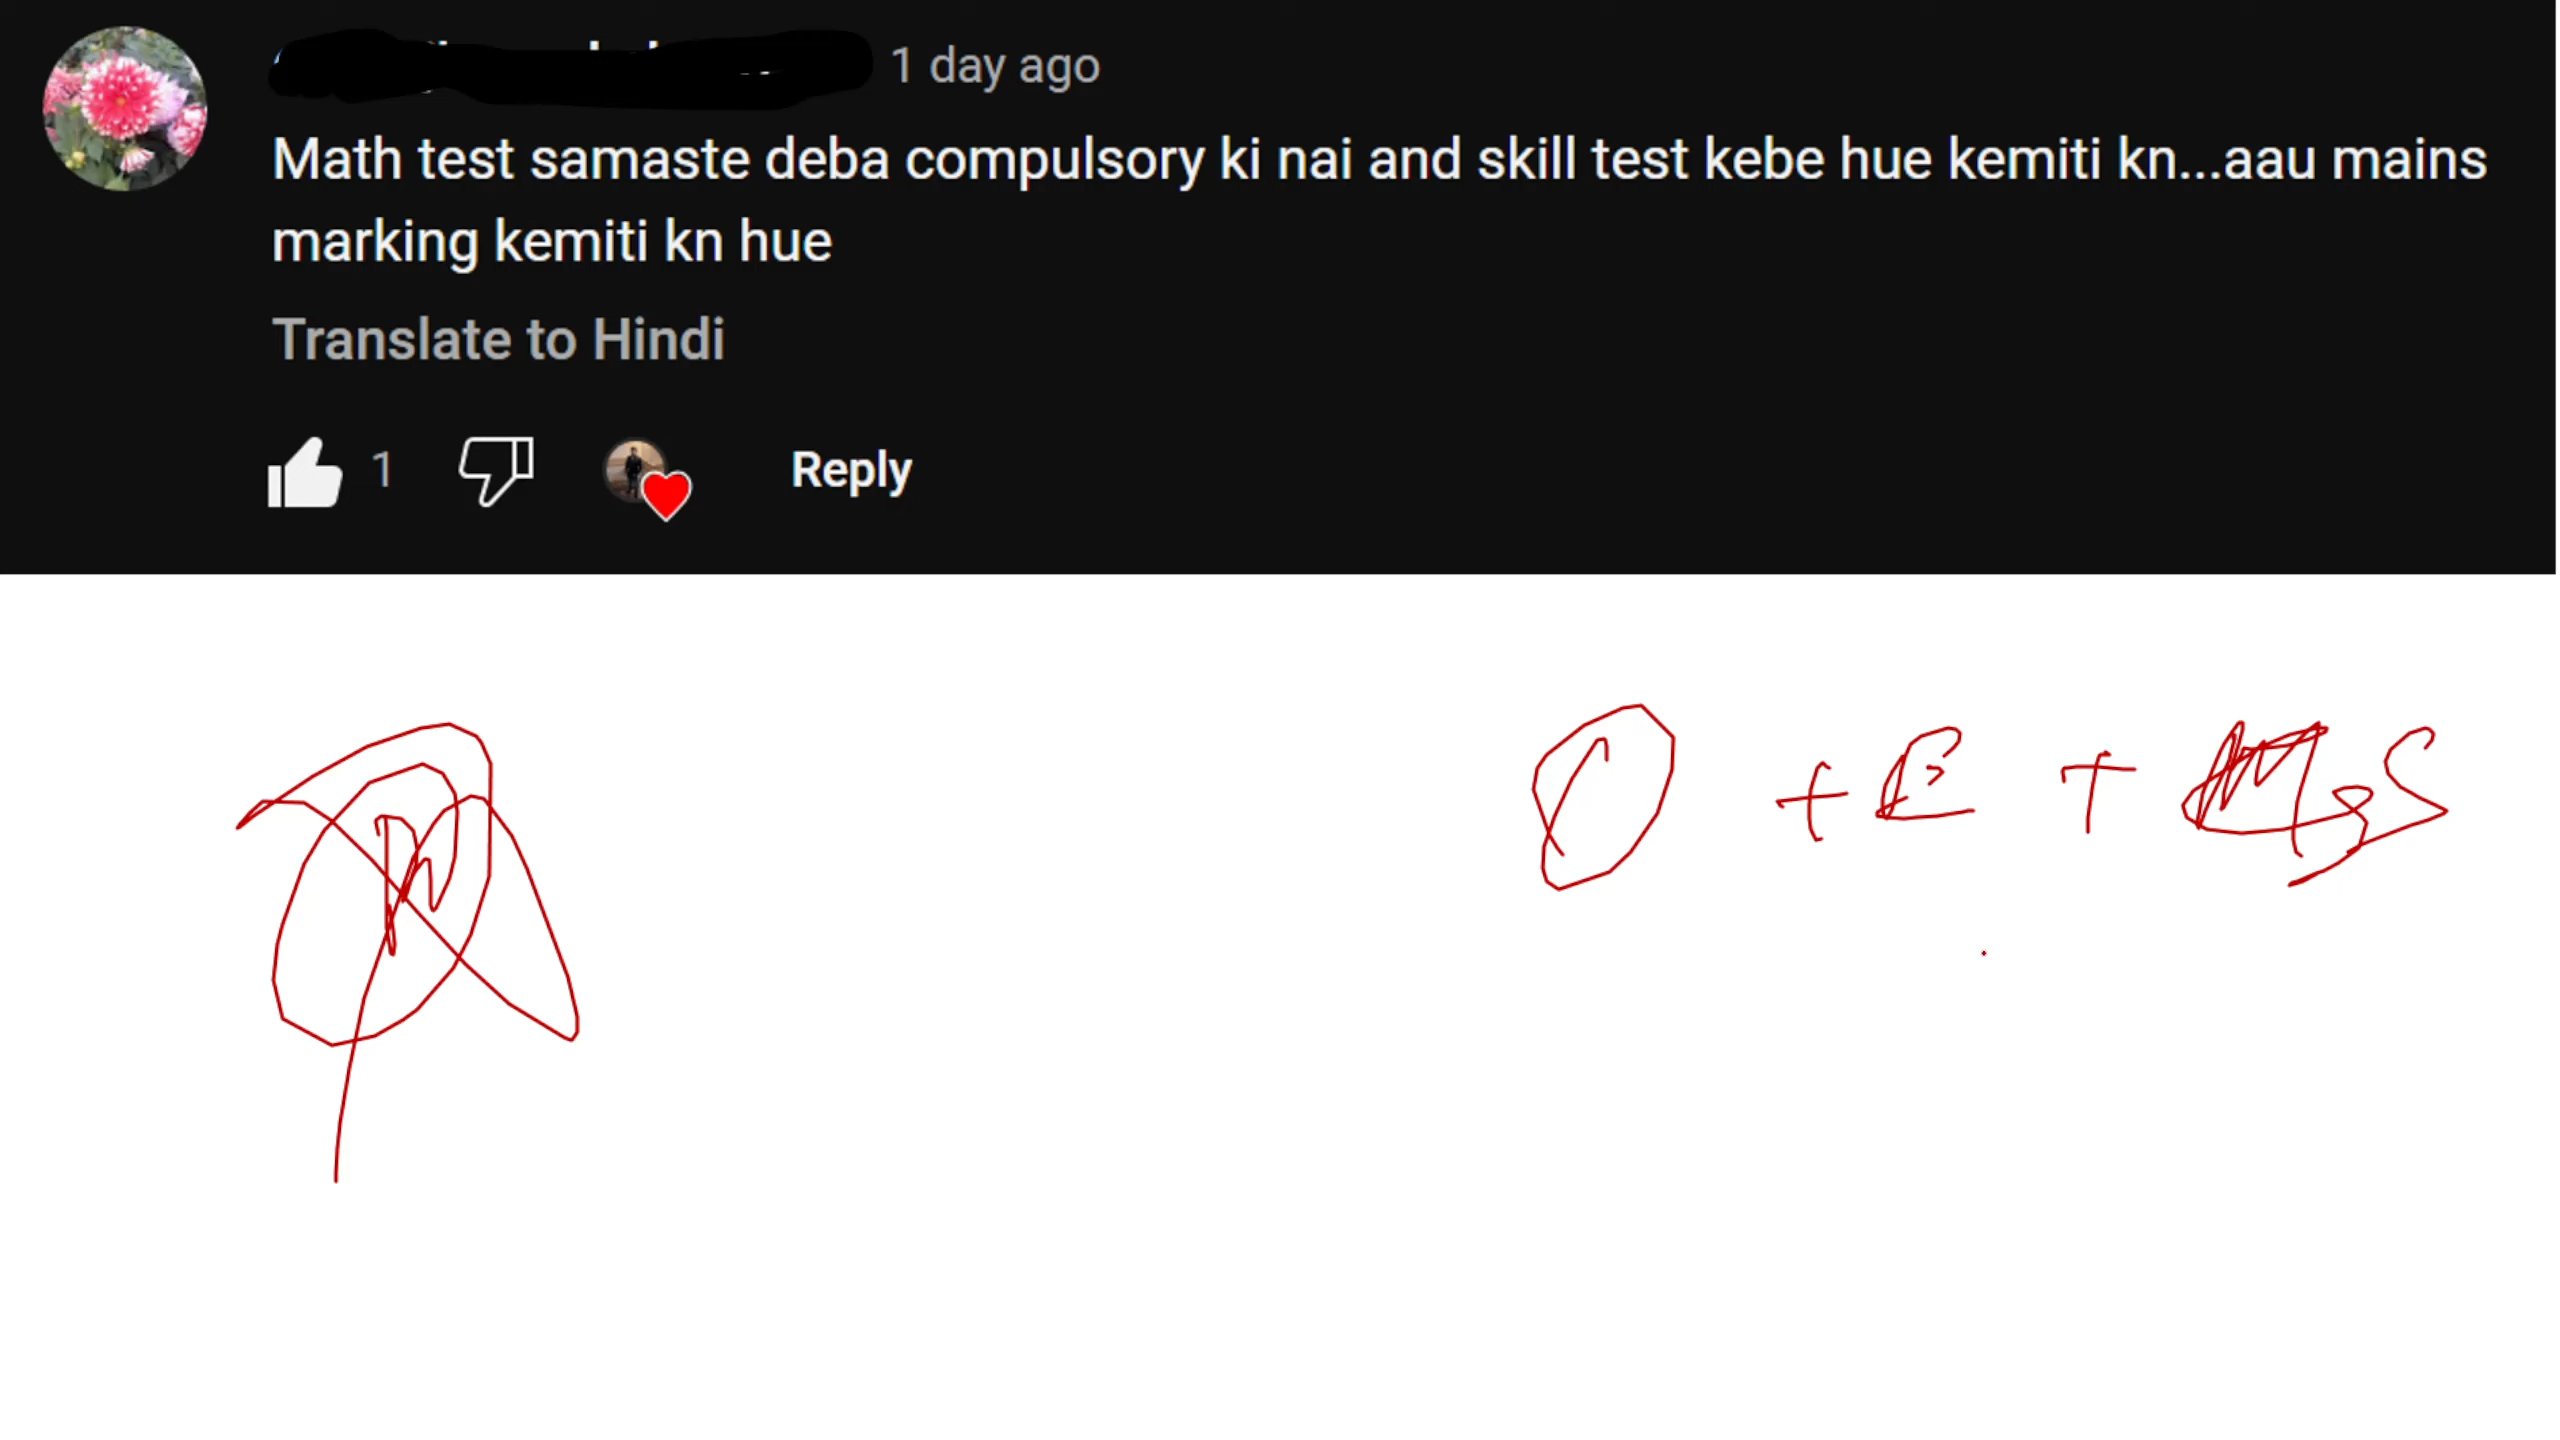 1 day ago
Math test samaste deba compulsory ki nai and skill test kebe hue kemiti kn...aau mains
marking kemiti kn hue
Translate to Hindi
1 Reply
M
O + E + M S